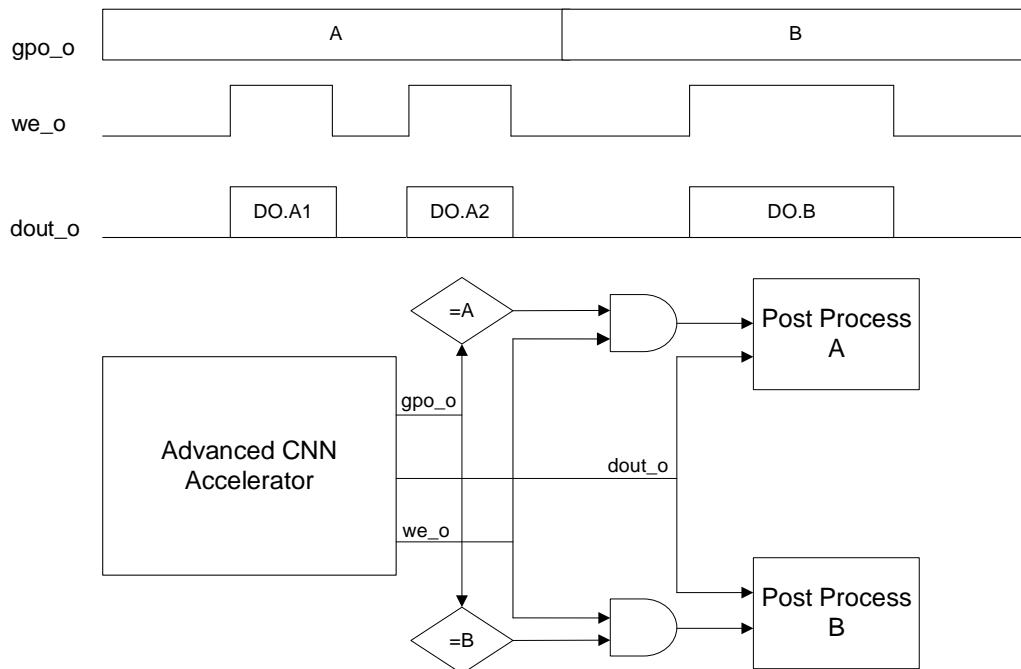 gpo_o
A
B
we_o
dout_o
DO.A1
DO.A2
DO.B
=A
Post Process
A
gpo_o
Advanced CNN
Accelerator
dout_o
we_o
Post Process
B
=B